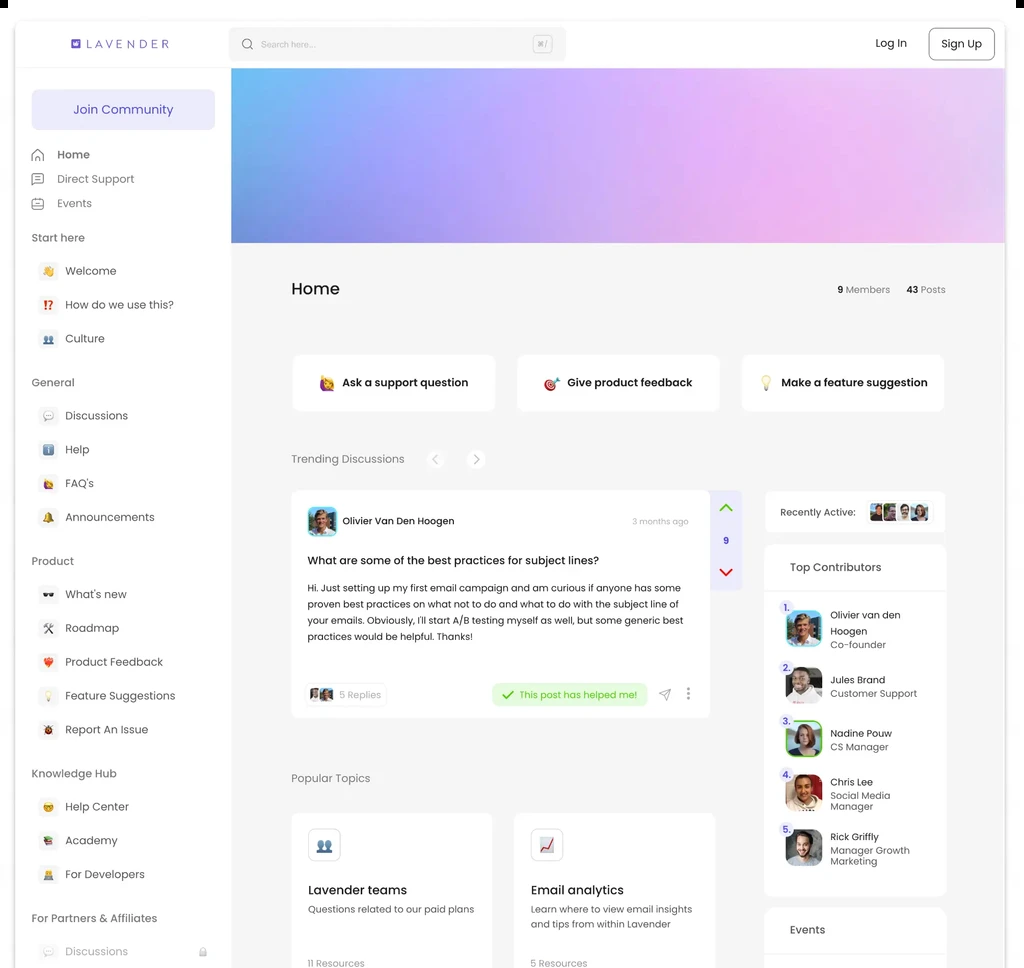 LAVENDER
Search here...
⌘/
Log In
Sign Up
Join Community
Home
Direct Support
Events
Start here
Welcome
How do we use this?
Culture
General
Discussions
Help
FAQ's
Announcements
Product
What's new
Roadmap
Product Feedback
Feature Suggestions
Report An Issue
Knowledge Hub
Help Center
Academy
For Developers
For Partners & Affiliates
Discussions
Home
9 Members
43 Posts
Ask a support question
Give product feedback
Make a feature suggestion
Trending Discussions
Olivier Van Den Hoogen
3 months ago
What are some of the best practices for subject lines?
Hi. Just setting up my first email campaign and am curious if anyone has some
proven best practices on what not to do and what to do with the subject line of
your emails. Obviously, I'll start A/B testing myself as well, but some generic best
practices would be helpful. Thanks!
5 Replies
This post has helped me!
9
Popular Topics
Lavender teams
Questions related to our paid plans
11 Resources
Email analytics
Learn where to view email insights
and tips from within Lavender
5 Resources
Recently Active:
Top Contributors
1.
Olivier van den
Hoogen
Co-founder
2.
Jules Brand
Customer Support
3.
Nadine Pouw
CS Manager
4.
Chris Lee
Social Media
Manager
5.
Rick Griffly
Manager Growth
Marketing
Events